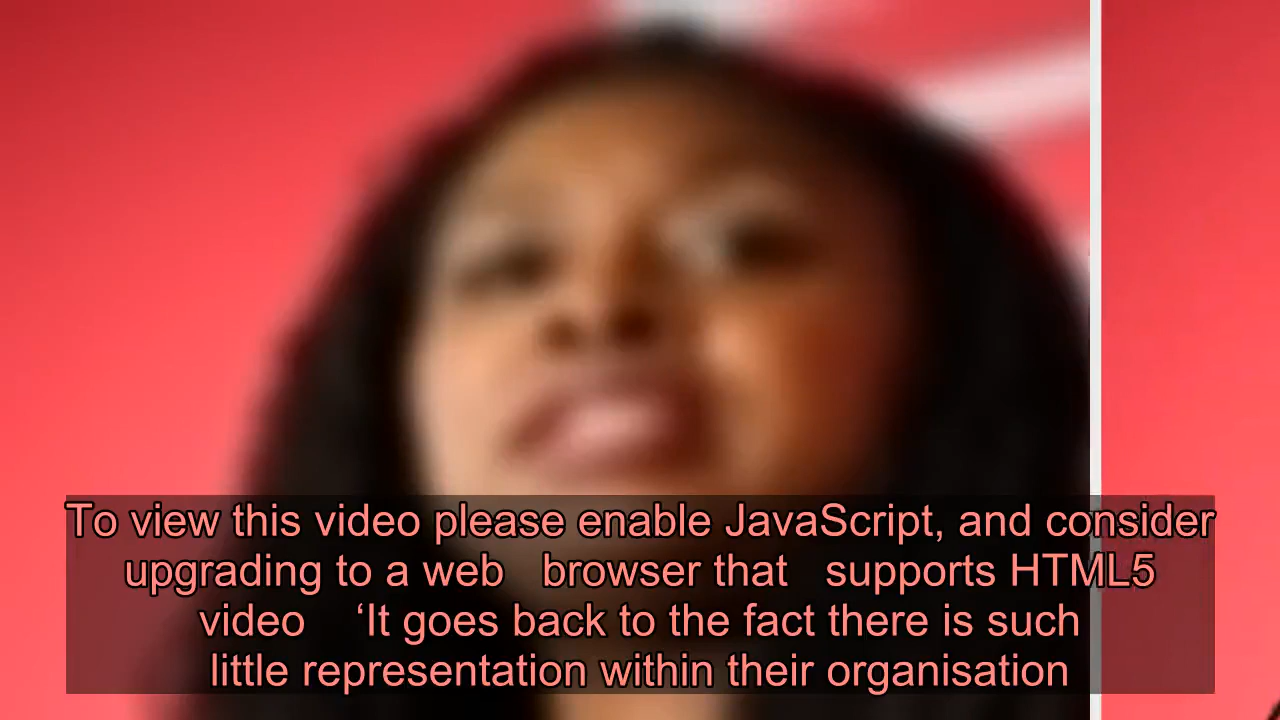 To view this video please enable JavaScript, and consider
upgrading to a web browser that supports HTML5
video ‘It goes back to the fact there is such
little representation within their organisation